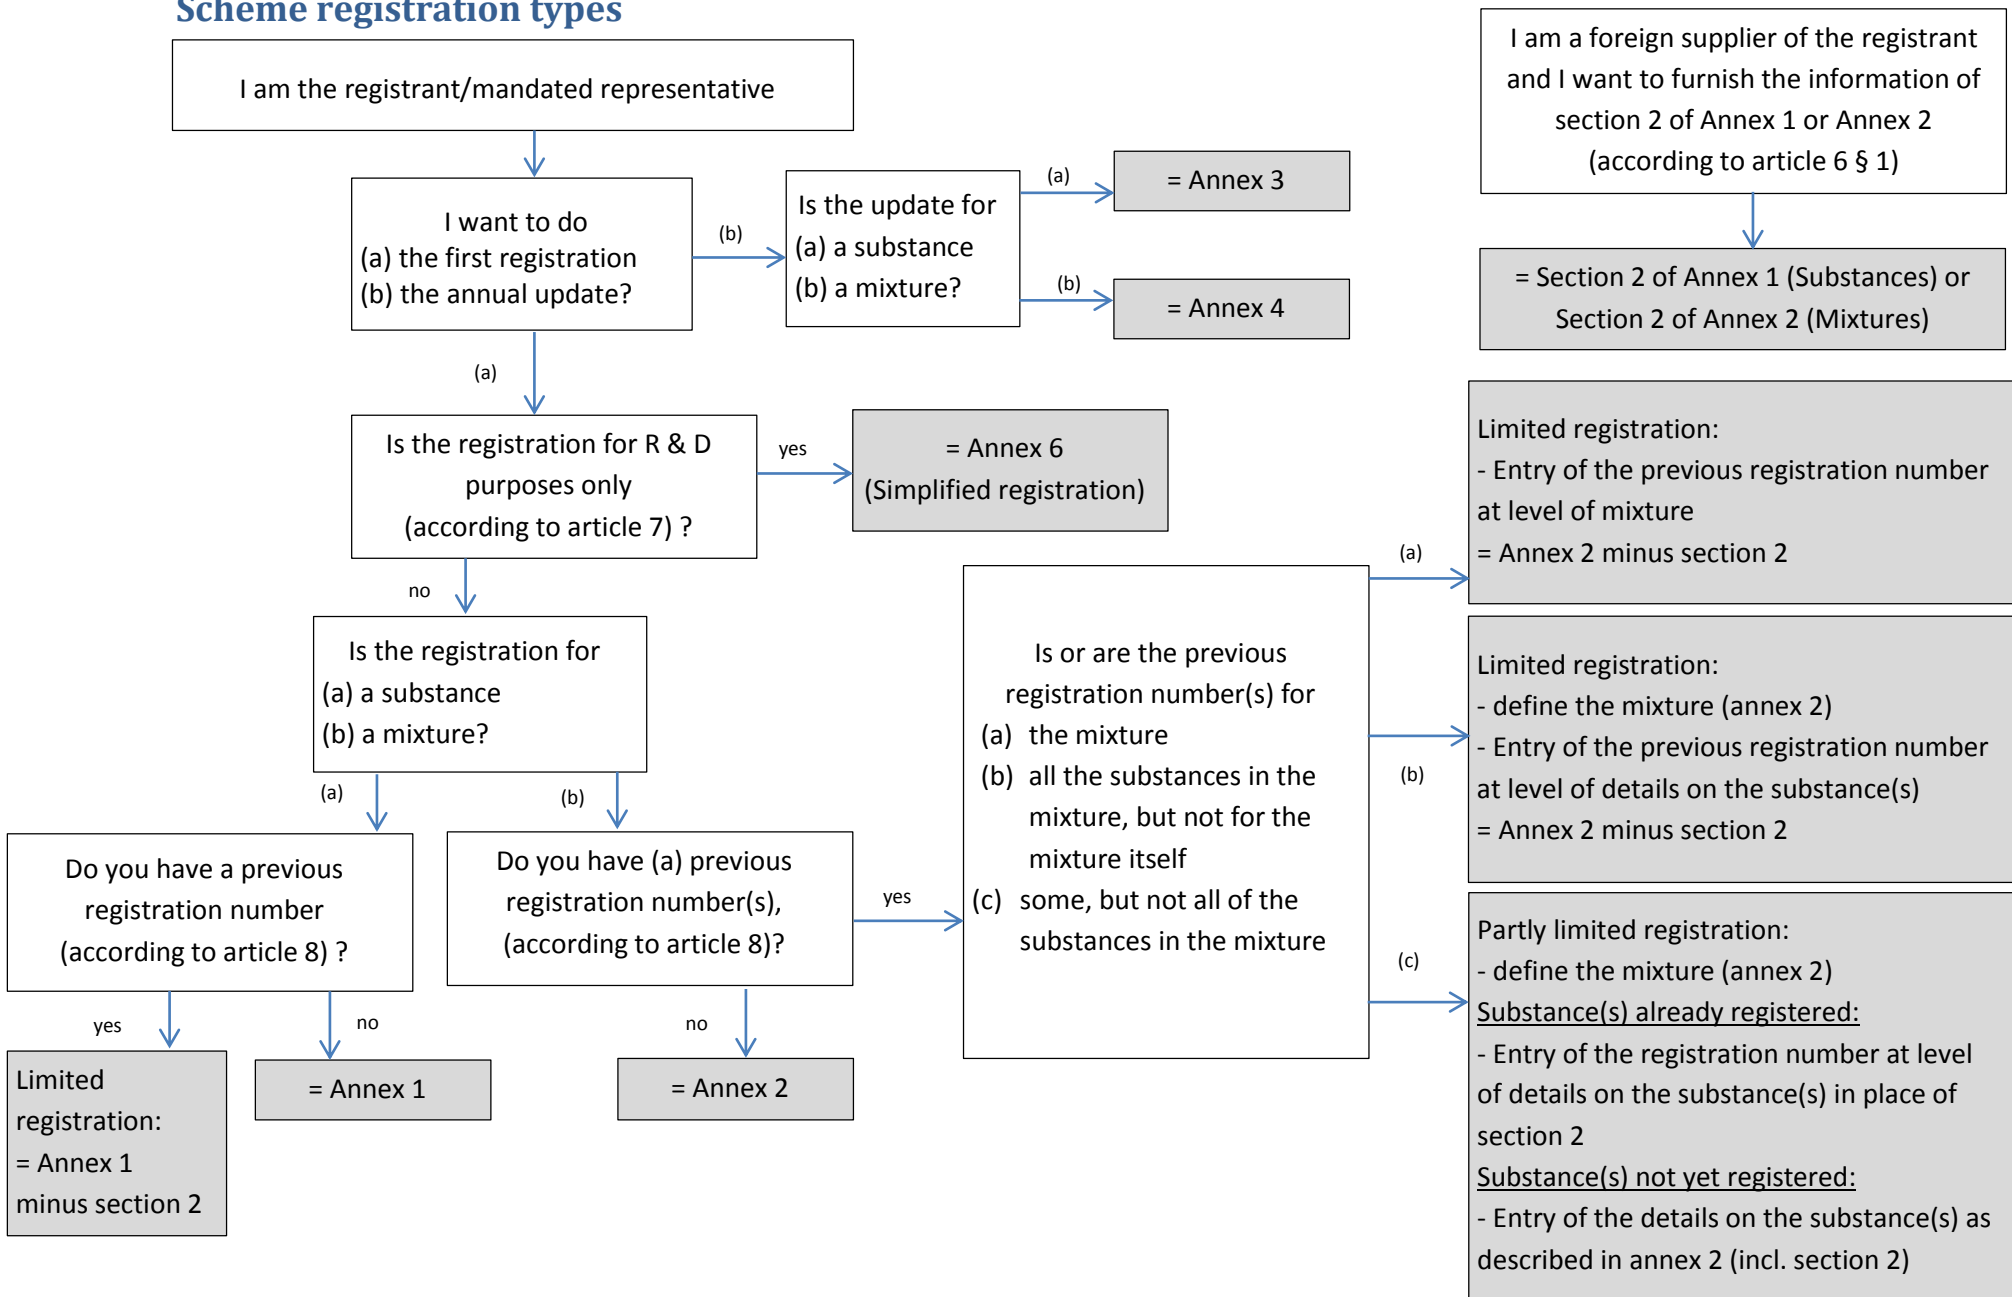 Scheme registration types
I am the registrant/mandated representative
I want to do
(a) the first registration
(b) the annual update?
(b)
Is the update for
(a) a substance
(b) a mixture?
(a)
= Annex 3
(b)
= Annex 4
I am a foreign supplier of the registrant
and I want to furnish the information of
section 2 of Annex 1 or Annex 2
(according to article 6 § 1)
= Section 2 of Annex 1 (Substances) or
Section 2 of Annex 2 (Mixtures)
(a)
Is the registration for R & D
purposes only
(according to article 7) ?
yes
= Annex 6
(Simplified registration)
no
Is the registration for
(a) a substance
(b) a mixture?
(a)
(b)
Do you have a previous
registration number
(according to article 8) ?
yes
no
Limited
registration:
= Annex 1
minus section 2
= Annex 1
Do you have (a) previous
registration number(s),
(according to article 8)?
no
= Annex 2
yes
Is or are the previous
registration number(s) for
(a) the mixture
(b) all the substances in the
mixture, but not for the
mixture itself
(c) some, but not all of the
substances in the mixture
(a)
Limited registration:
- Entry of the previous registration number
at level of mixture
= Annex 2 minus section 2
(b)
Limited registration:
- define the mixture (annex 2)
- Entry of the previous registration number
at level of details on the substance(s)
= Annex 2 minus section 2
(c)
Partly limited registration:
- define the mixture (annex 2)
Substance(s) already registered:
- Entry of the registration number at level
of details on the substance(s) in place of
section 2
Substance(s) not yet registered:
- Entry of the details on the substance(s) as
described in annex 2 (incl. section 2)